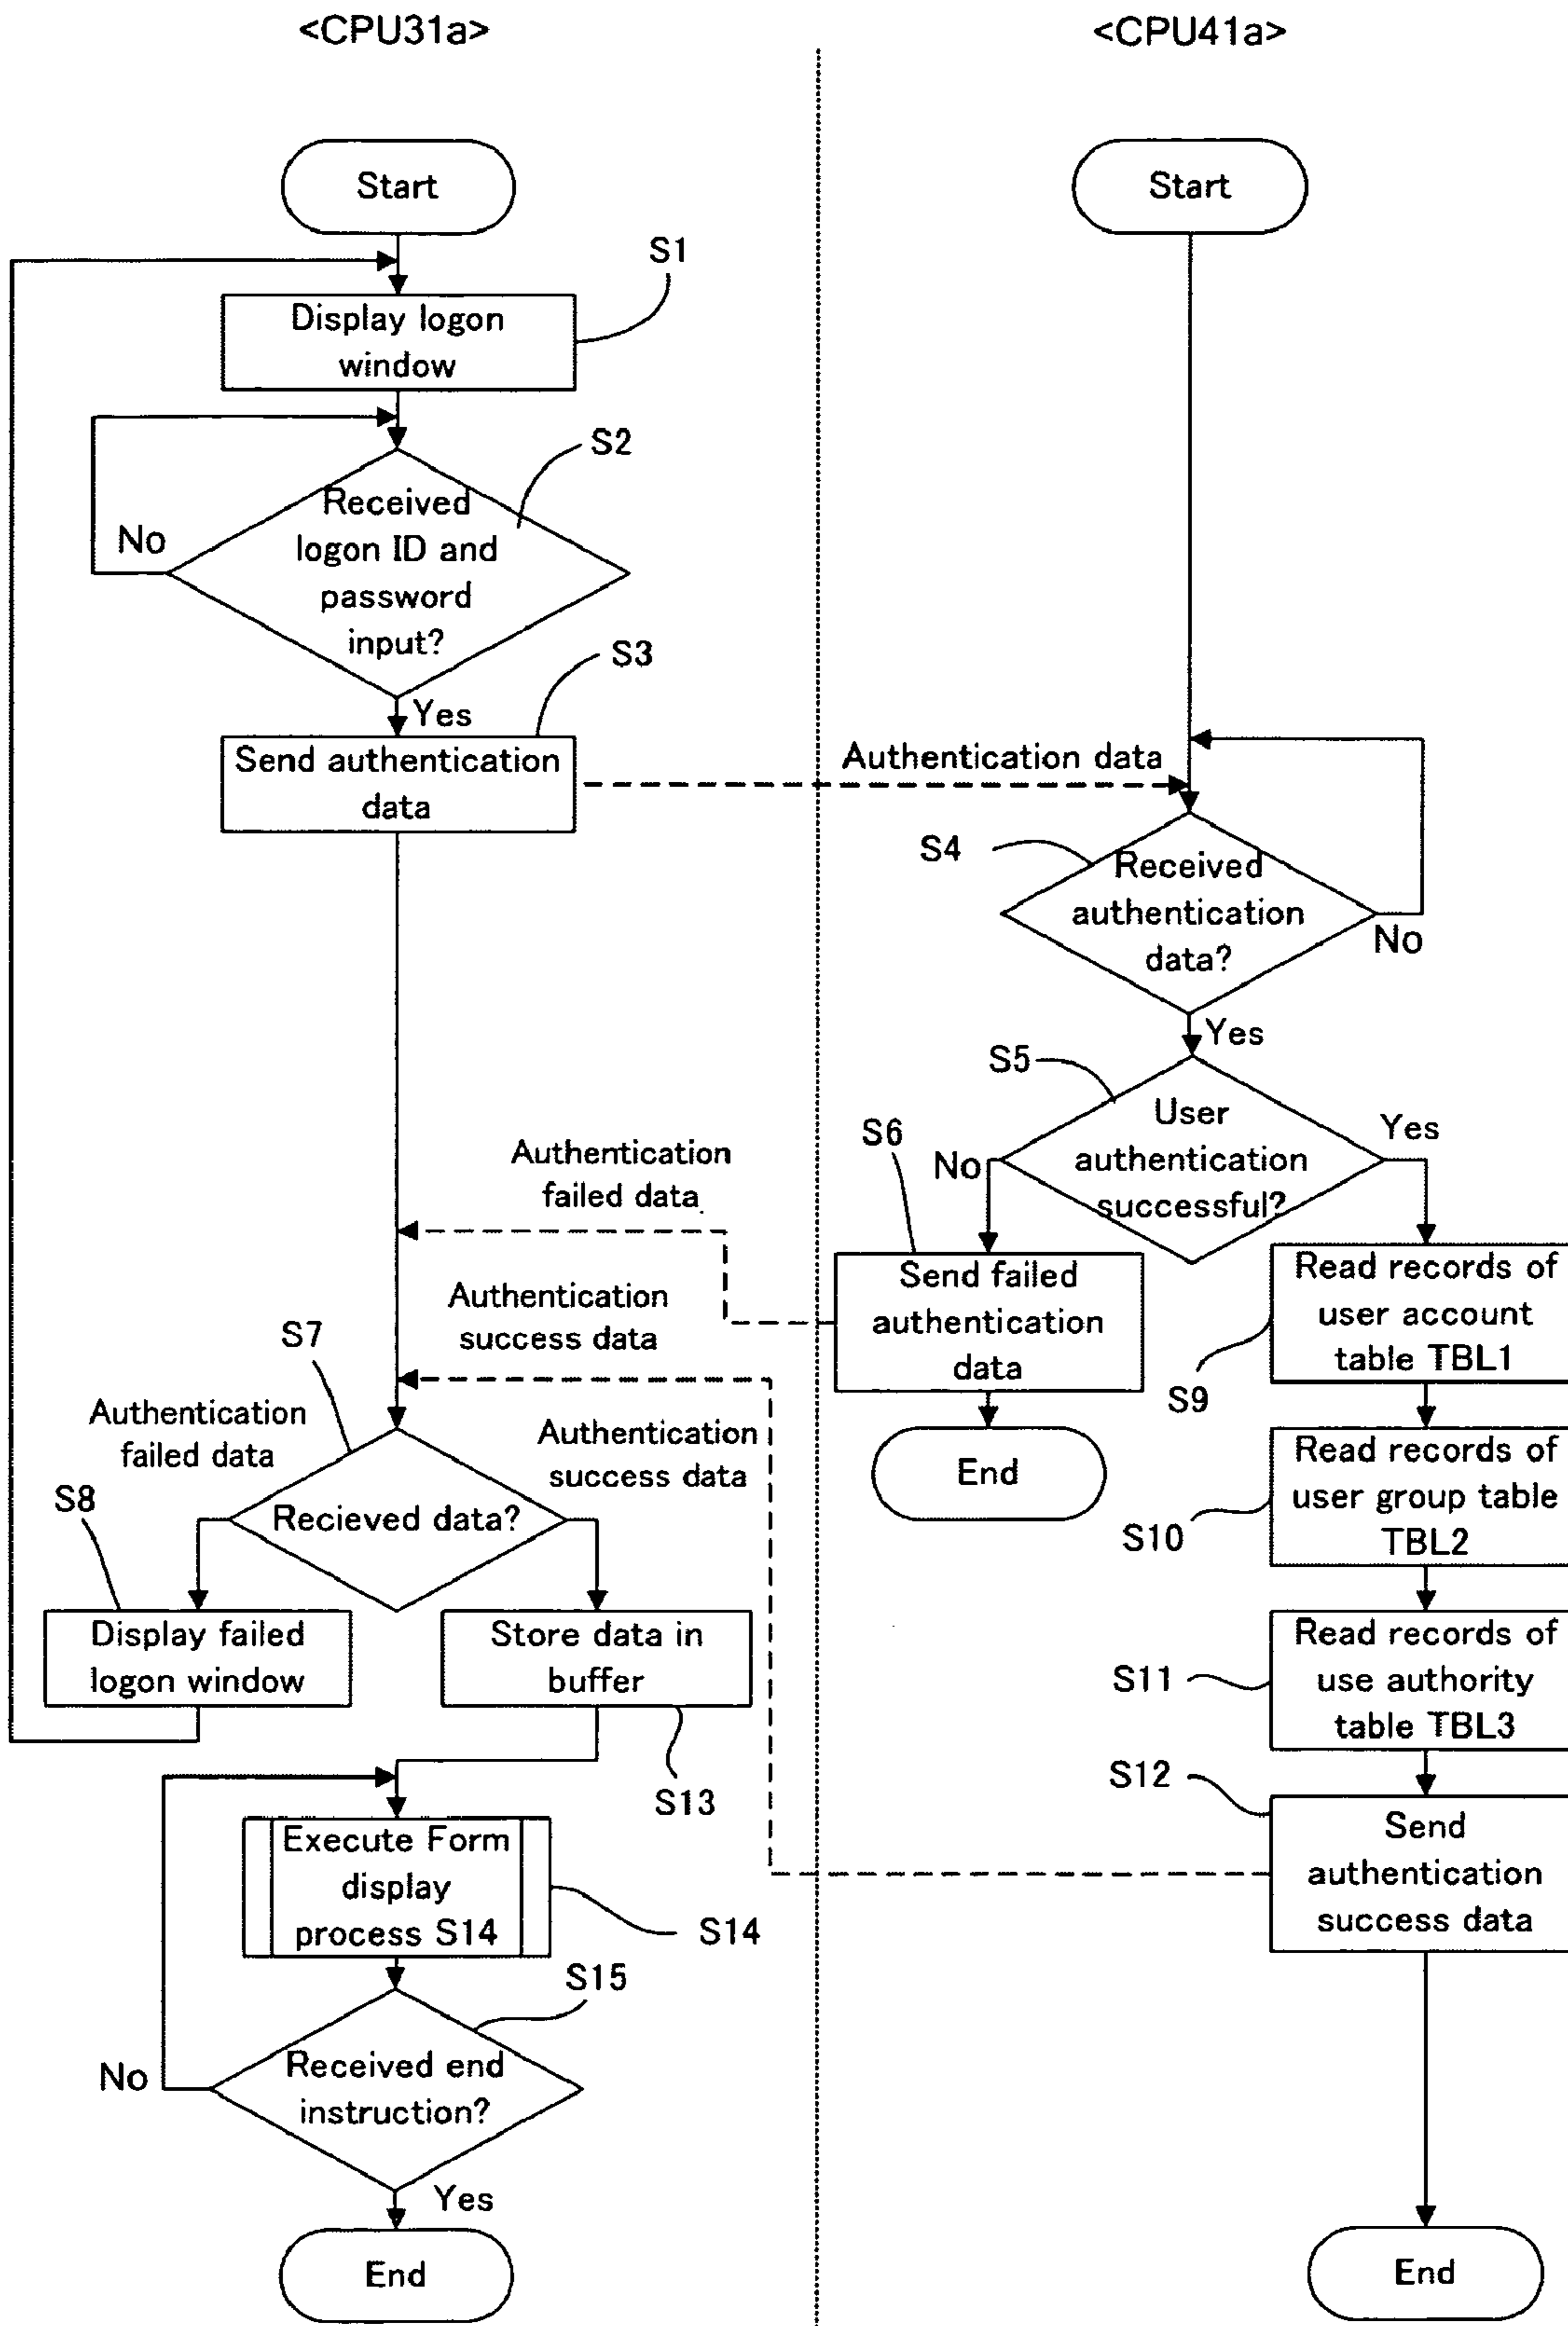 <CPU31a>
<CPU41a>
Start
Start
S1
Display logon
window
S2
Received
logon ID and
password
input?
No
S3
Yes
Send authentication
data
Authentication data
S4
Received
authentication
data?
No
Yes
S5
User
authentication
successful?
Yes
S6
No
Authentication
failed data
Send failed
authentication
data
Read records of
user account
table TBL1
Authentication
success data
S7
S9
Authentication
failed data
Authentication
success data
End
Read records of
user group table
TBL2
S8
Recieved data?
S10
Display failed
logon window
Store data in
buffer
Read records of
use authority
table TBL3
S11
S12
S13
Execute Form
display
process S14
S14
Send
authentication
success data
S15
Received end
instruction?
No
Yes
End
End